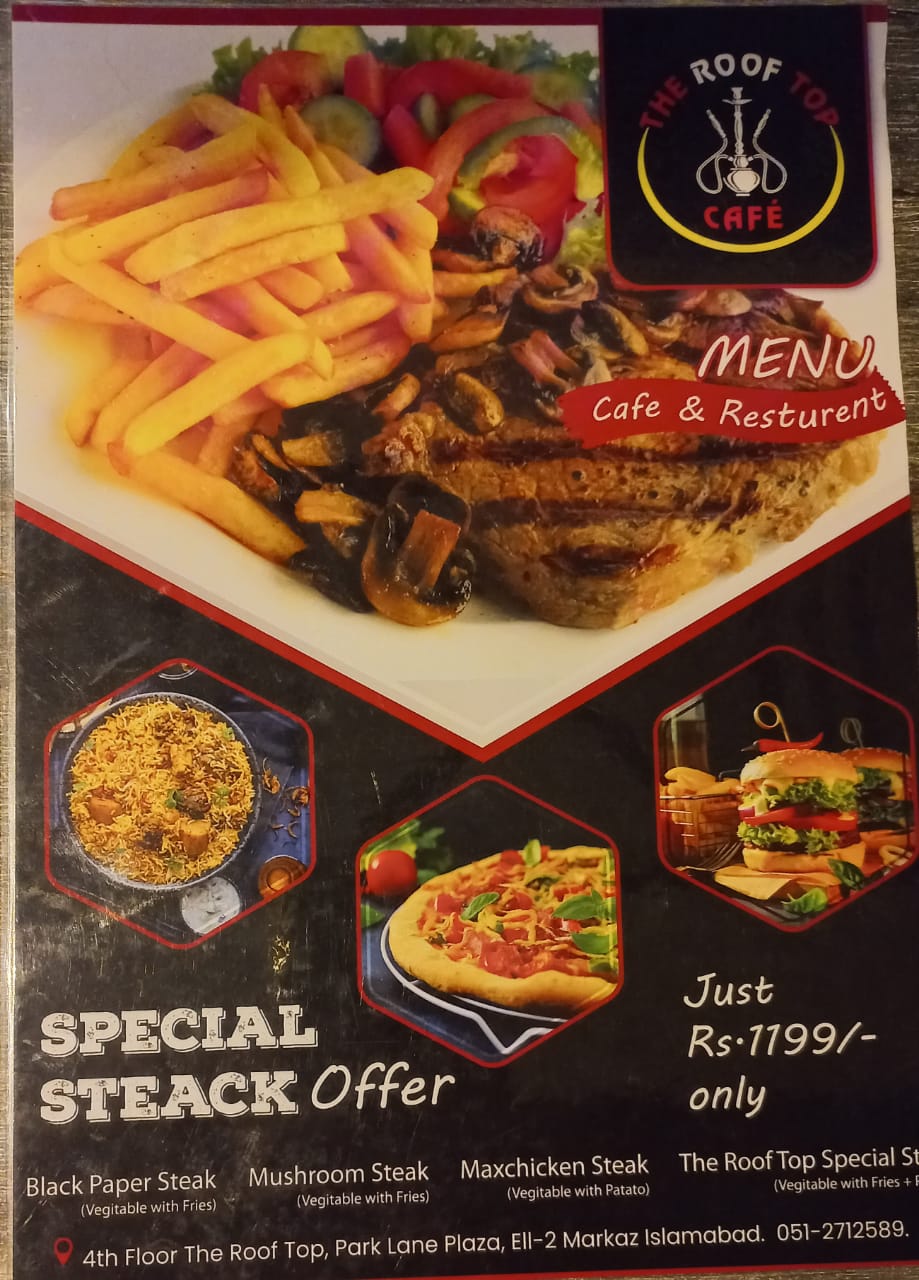 THE ROOF TOP
CAFÉ
MENU
Cafe & Resturent
SPECIAL
STEACK Offer
Just
Rs.1199/-
only
Black Paper Steak
(Vegitable with Fries)
Mushroom Steak
(Vegitable with Fries)
Maxchicken Steak
(Vegitable with Patato)
The Roof Top Special St
(Vegitable with Fries +
4th Floor The Roof Top, Park Lane Plaza, Ell-2 Markaz Islamabad. 051-2712589.